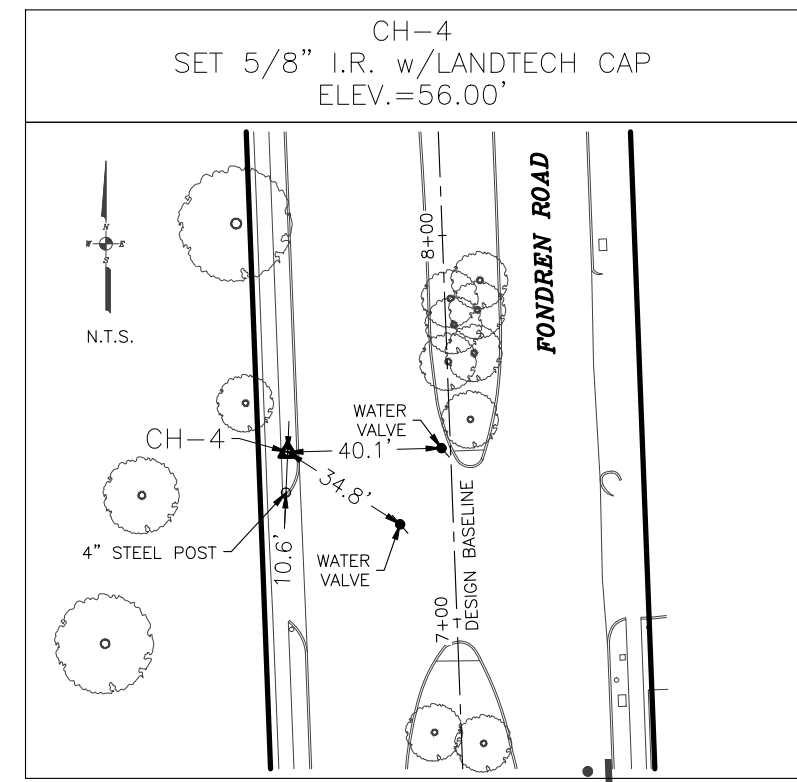 CH-4
SET 5/8" I.R. w/LANDTECH CAP
ELEV.=56.00'
N
W E
S
N.T.S.
FONDREN ROAD
8+00
WATER
VALVE
CH-4
40.1'
34.8'
4" STEEL POST
10.6'
WATER
VALVE
DESIGN BASELINE
7+00